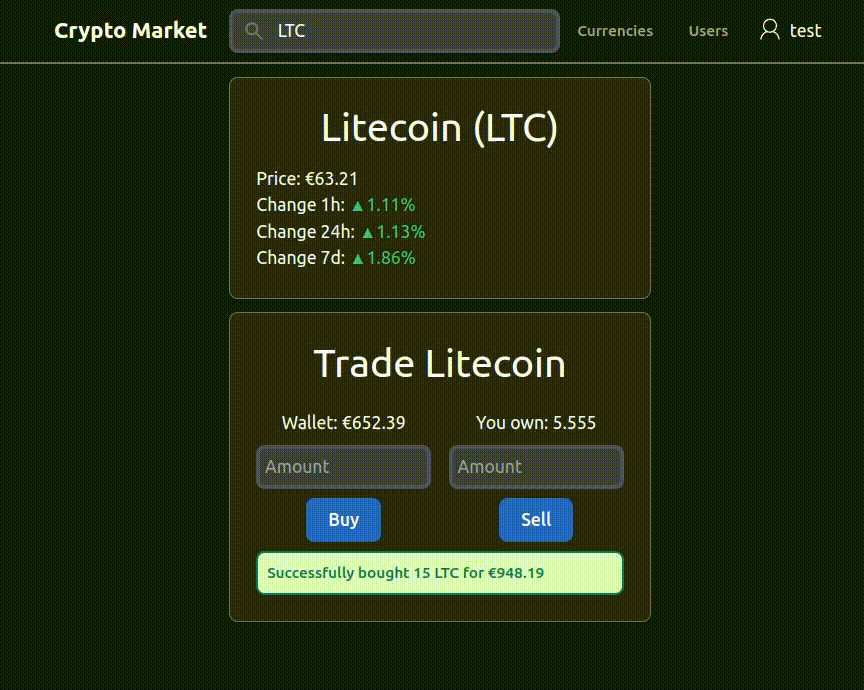 Crypto Market
LTC
Currencies
Users
test
Litecoin (LTC)
Price: €63.21
Change 1h: ▲1.11%
Change 24h: ▲1.13%
Change 7d: ▲1.86%
Trade Litecoin
Wallet: €652.39
You own: 5.555
Amount
Amount
Buy
Sell
Successfully bought 15 LTC for €948.19